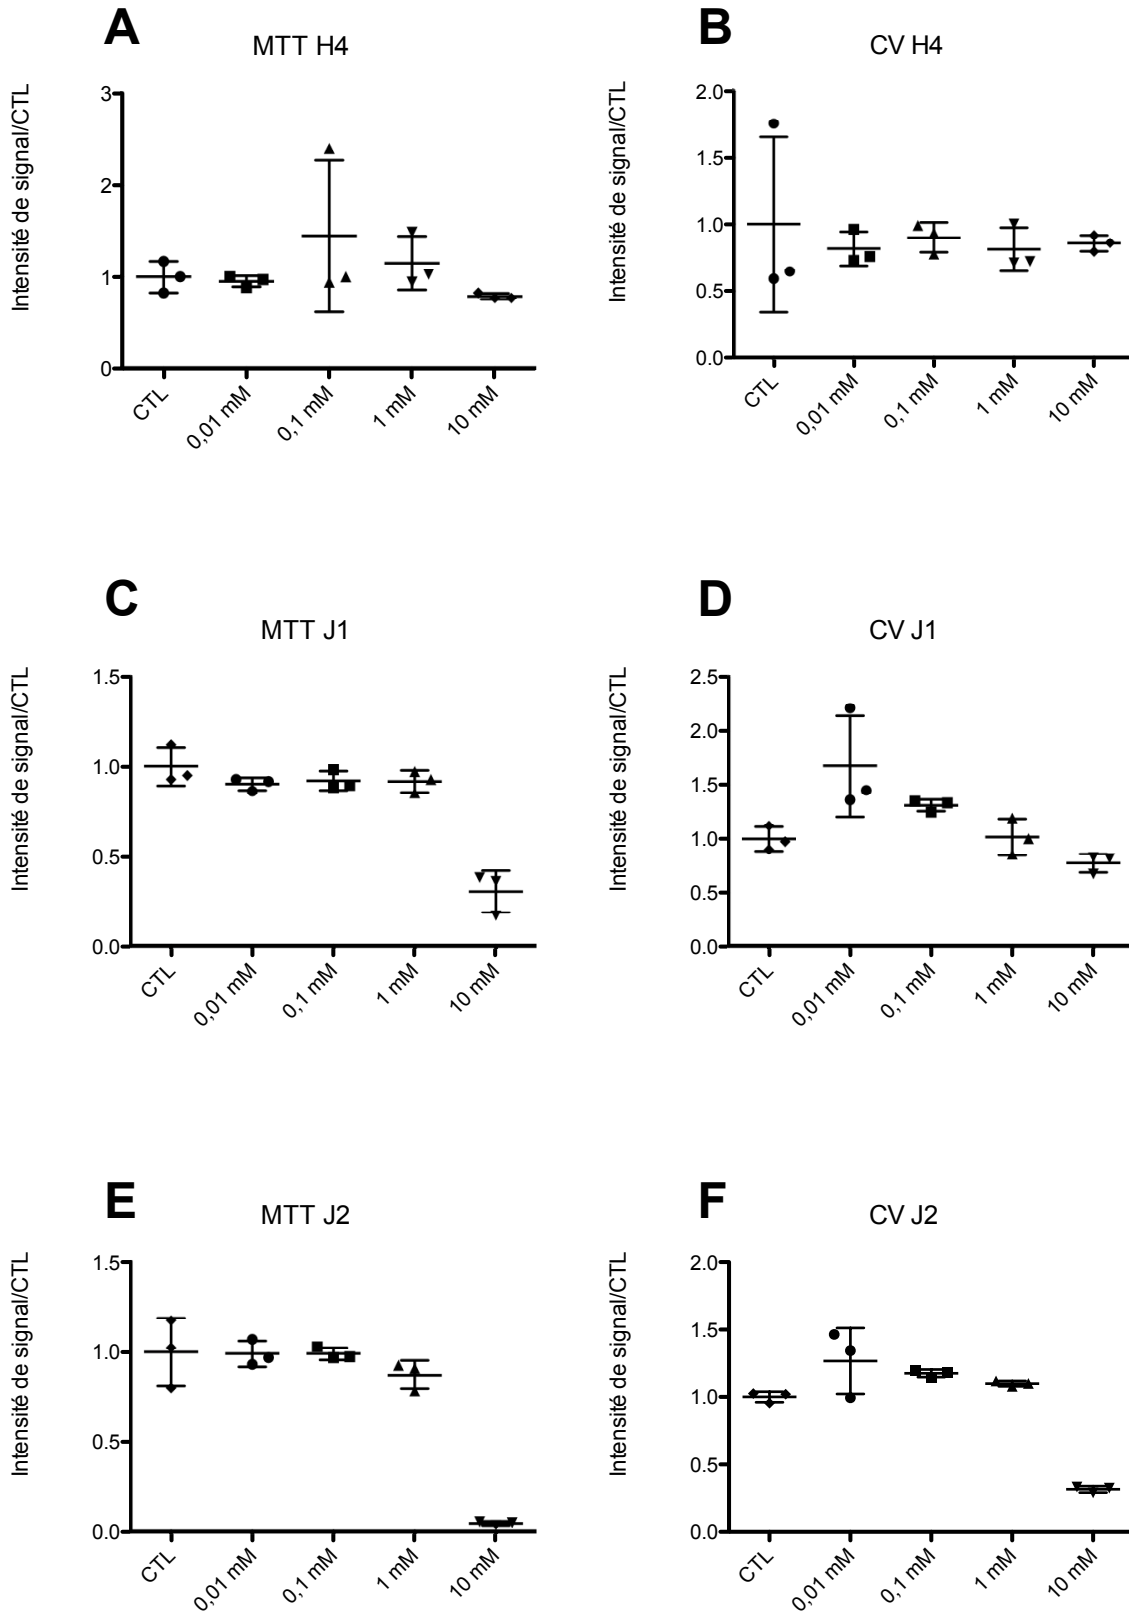 A
MTT H4
Intensité de signal/CTL
3
2
1
0
CTL
0,01 mM
0,1 mM
1 mM
10 mM
B
CV H4
Intensité de signal/CTL
2.0
1.5
1.0
0.5
0.0
CTL
0,01 mM
0,1 mM
1 mM
10 mM
C
MTT J1
Intensité de signal/CTL
1.5
1.0
0.5
0.0
CTL
0,01 mM
0,1 mM
1 mM
10 mM
D
CV J1
Intensité de signal/CTL
2.5
2.0
1.5
1.0
0.5
0.0
CTL
0,01 mM
0,1 mM
1 mM
10 mM
E
MTT J2
Intensité de signal/CTL
1.5
1.0
0.5
0.0
CTL
0,01 mM
0,1 mM
1 mM
10 mM
F
CV J2
Intensité de signal/CTL
2.0
1.5
1.0
0.5
0.0
CTL
0,01 mM
0,1 mM
1 mM
10 mM